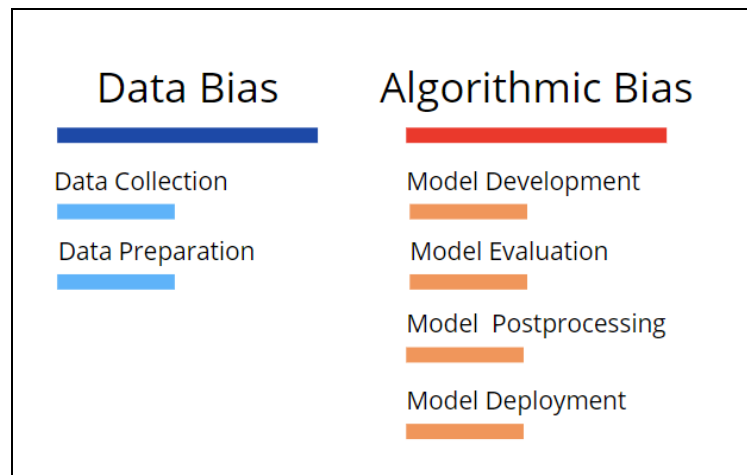 Data Bias
Data Collection
Data Preparation
Algorithmic Bias
Model Development
Model Evaluation
Model  Postprocessing
Model Deployment